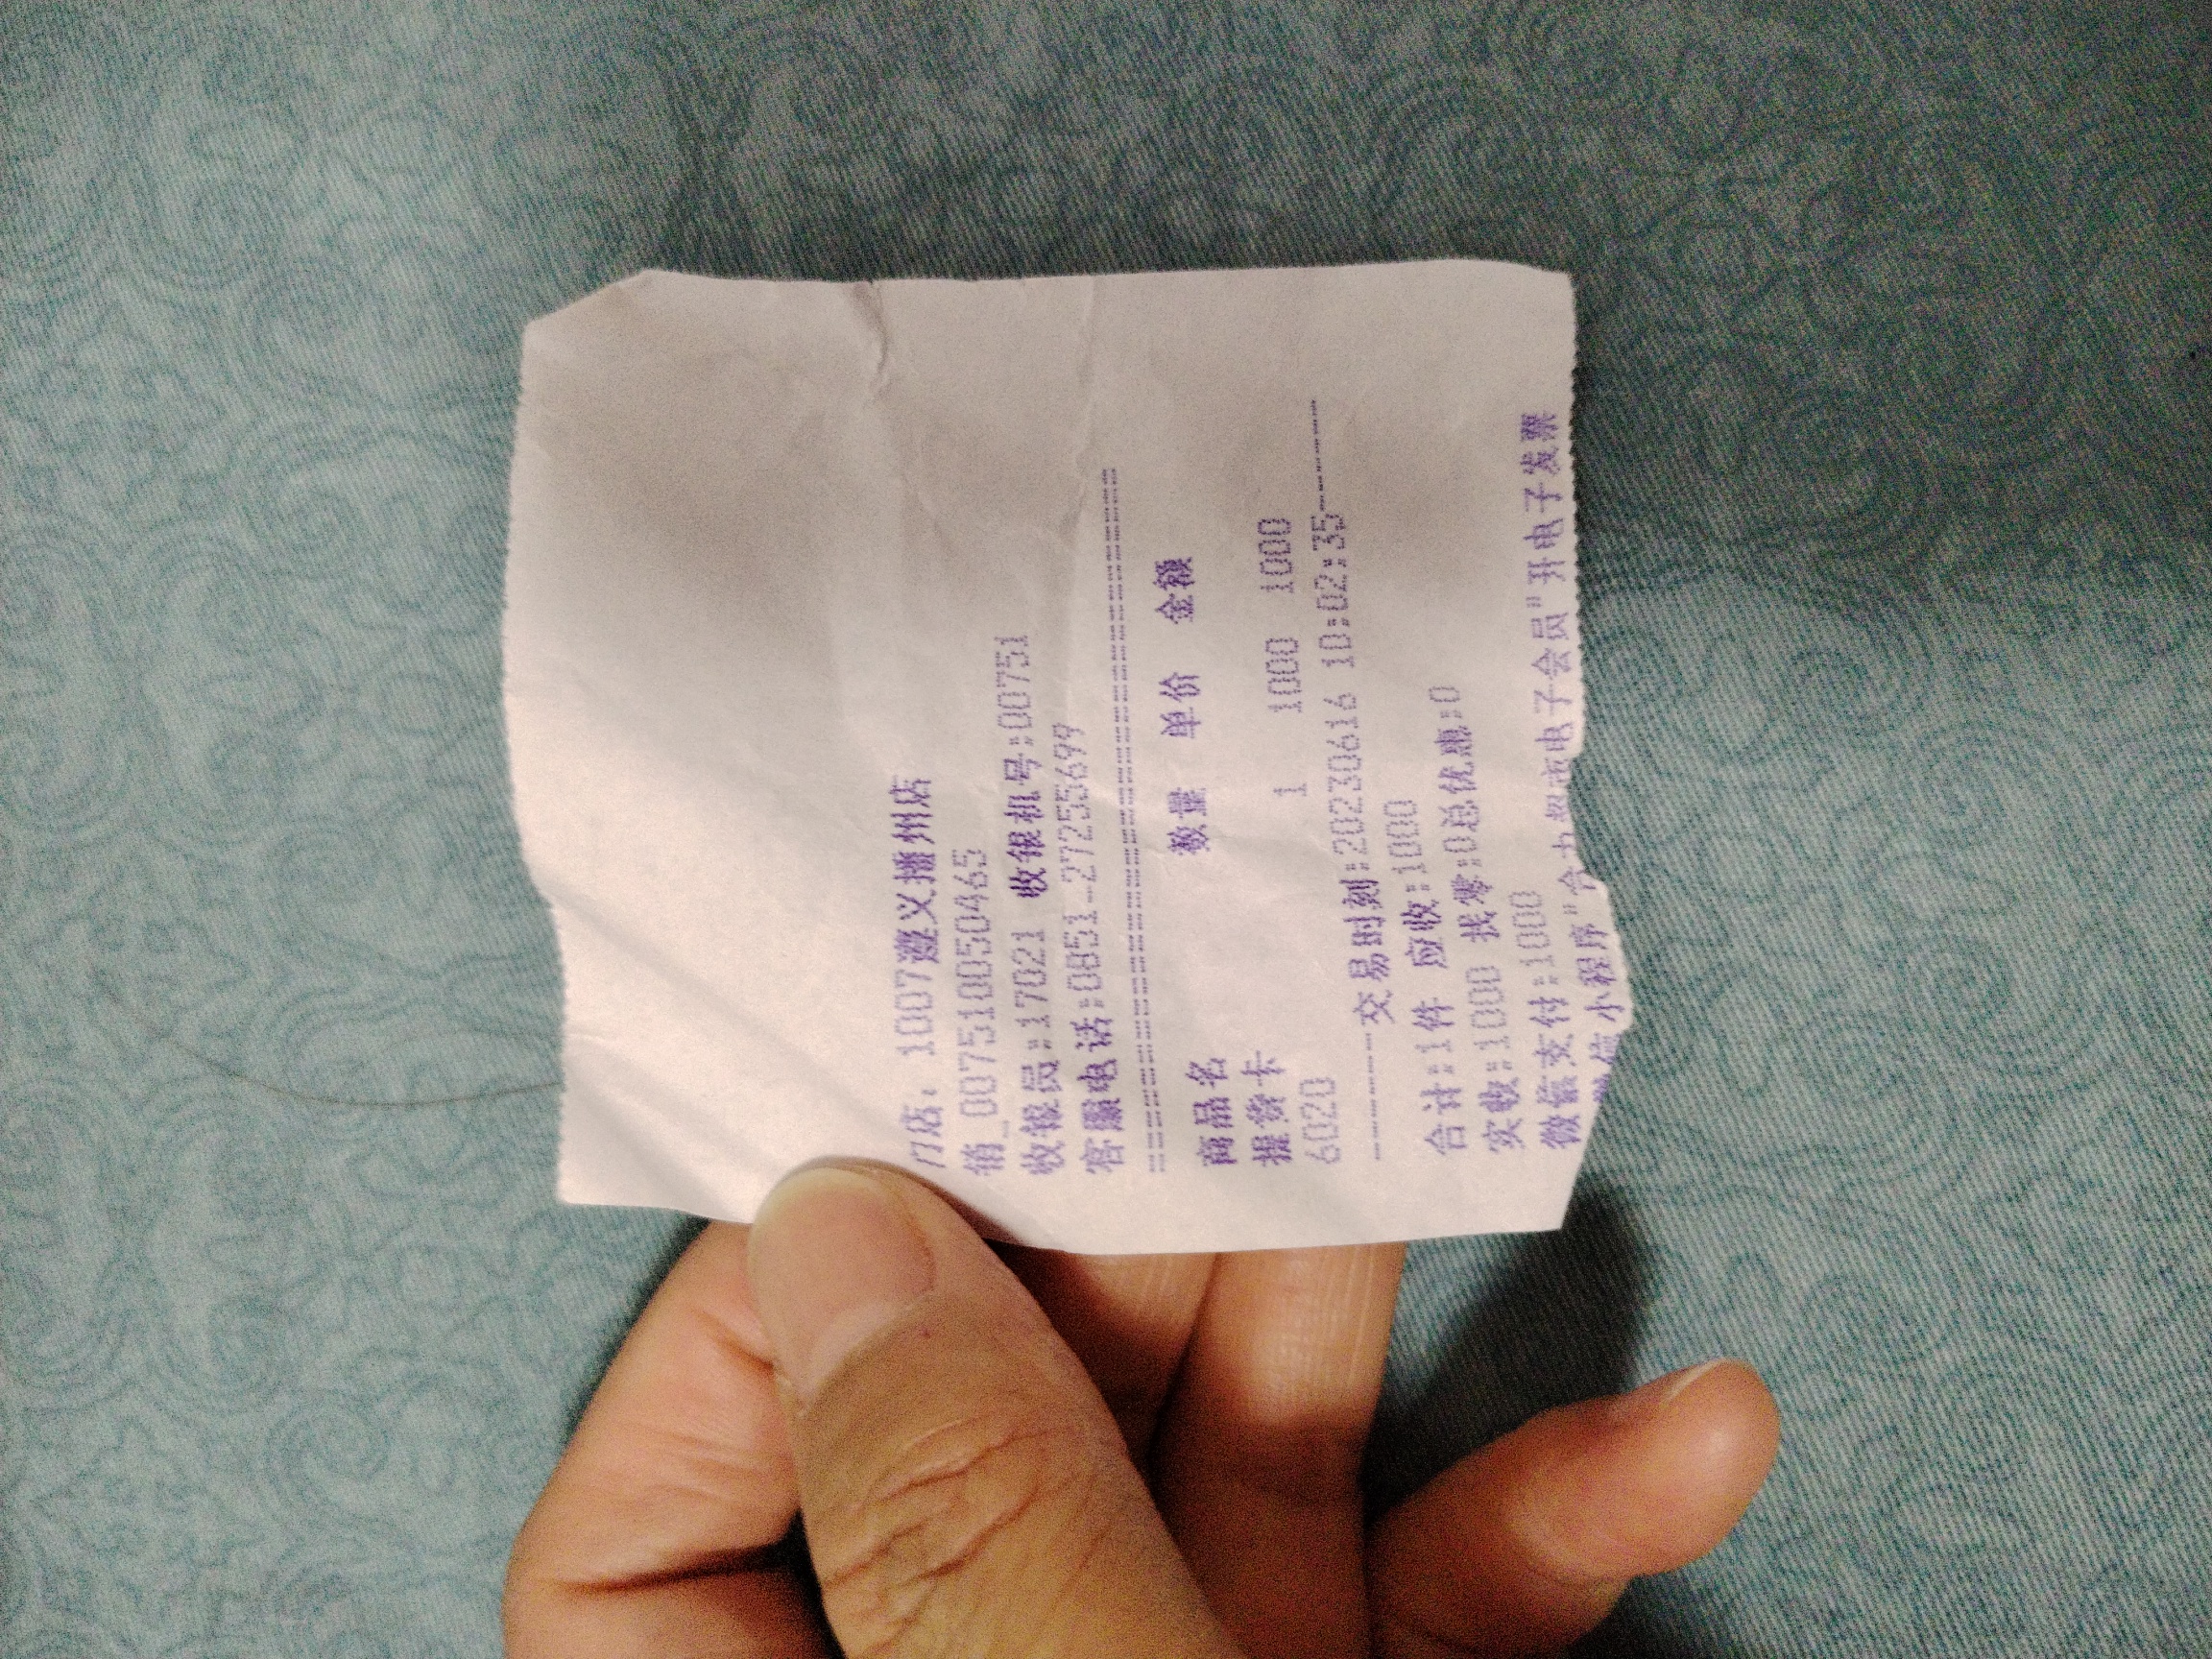 门店: 1007遵义播州店
销_007510050465
收银员:17021 收银机号:00751
客顾电话:0851-27255699
========================================
商品名 数量 单价 金额
提货卡 1 1000 1000
6020
-------交易时刻:20230616 10:02:35-------
合计:1件 应收:1000
实收:1000 找零:0总优惠:0
微信支付:1000
微信小程序"合力超市电子会员"开电子发票